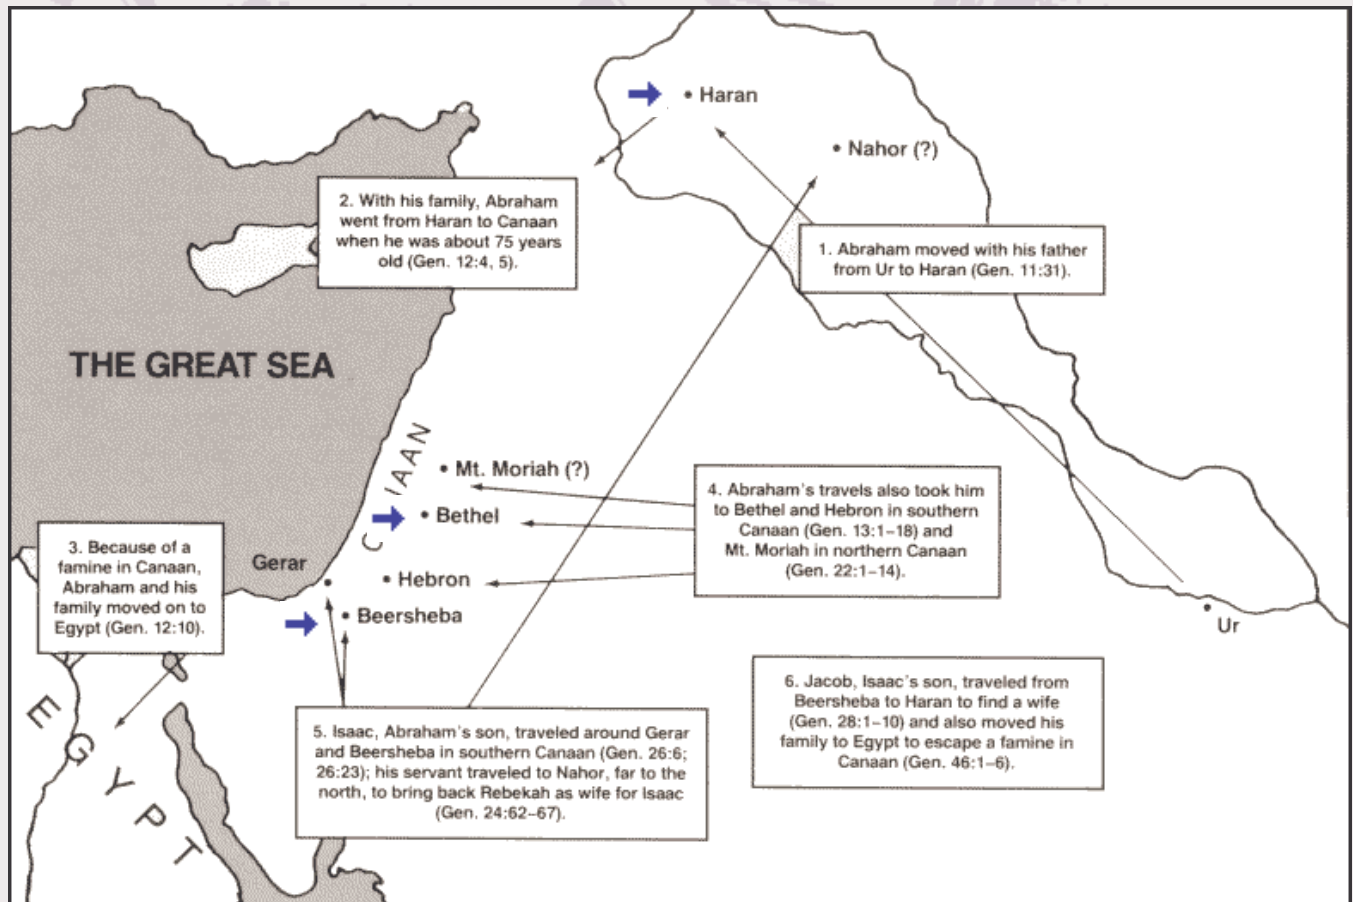 • Haran
• Nahor (?)
2. With his family, Abraham
went from Haran to Canaan
when he was about 75 years
old (Gen. 12:4, 5).
1. Abraham moved with his father
from Ur to Haran (Gen. 11:31).
THE GREAT SEA
C IAAN
• Mt. Moriah (?)
• Bethel
4. Abraham's travels also took him
to Bethel and Hebron in southern
Canaan (Gen. 13:1–18) and
Mt. Moriah in northern Canaan
(Gen. 22:1–14).
3. Because of a
famine in Canaan,
Abraham and his
family moved on to
Egypt (Gen. 12:10).
Gerar
• Hebron
• Beersheba
Ur
EGYPT
5. Isaac, Abraham's son, traveled around Gerar
and Beersheba in southern Canaan (Gen. 26:6;
26:23); his servant traveled to Nahor, far to the
north, to bring back Rebekah as wife for Isaac
(Gen. 24:62–67).
6. Jacob, Isaac's son, traveled from
Beersheba to Haran to find a wife
(Gen. 28:1–10) and also moved his
family to Egypt to escape a famine in
Canaan (Gen. 46:1–6).